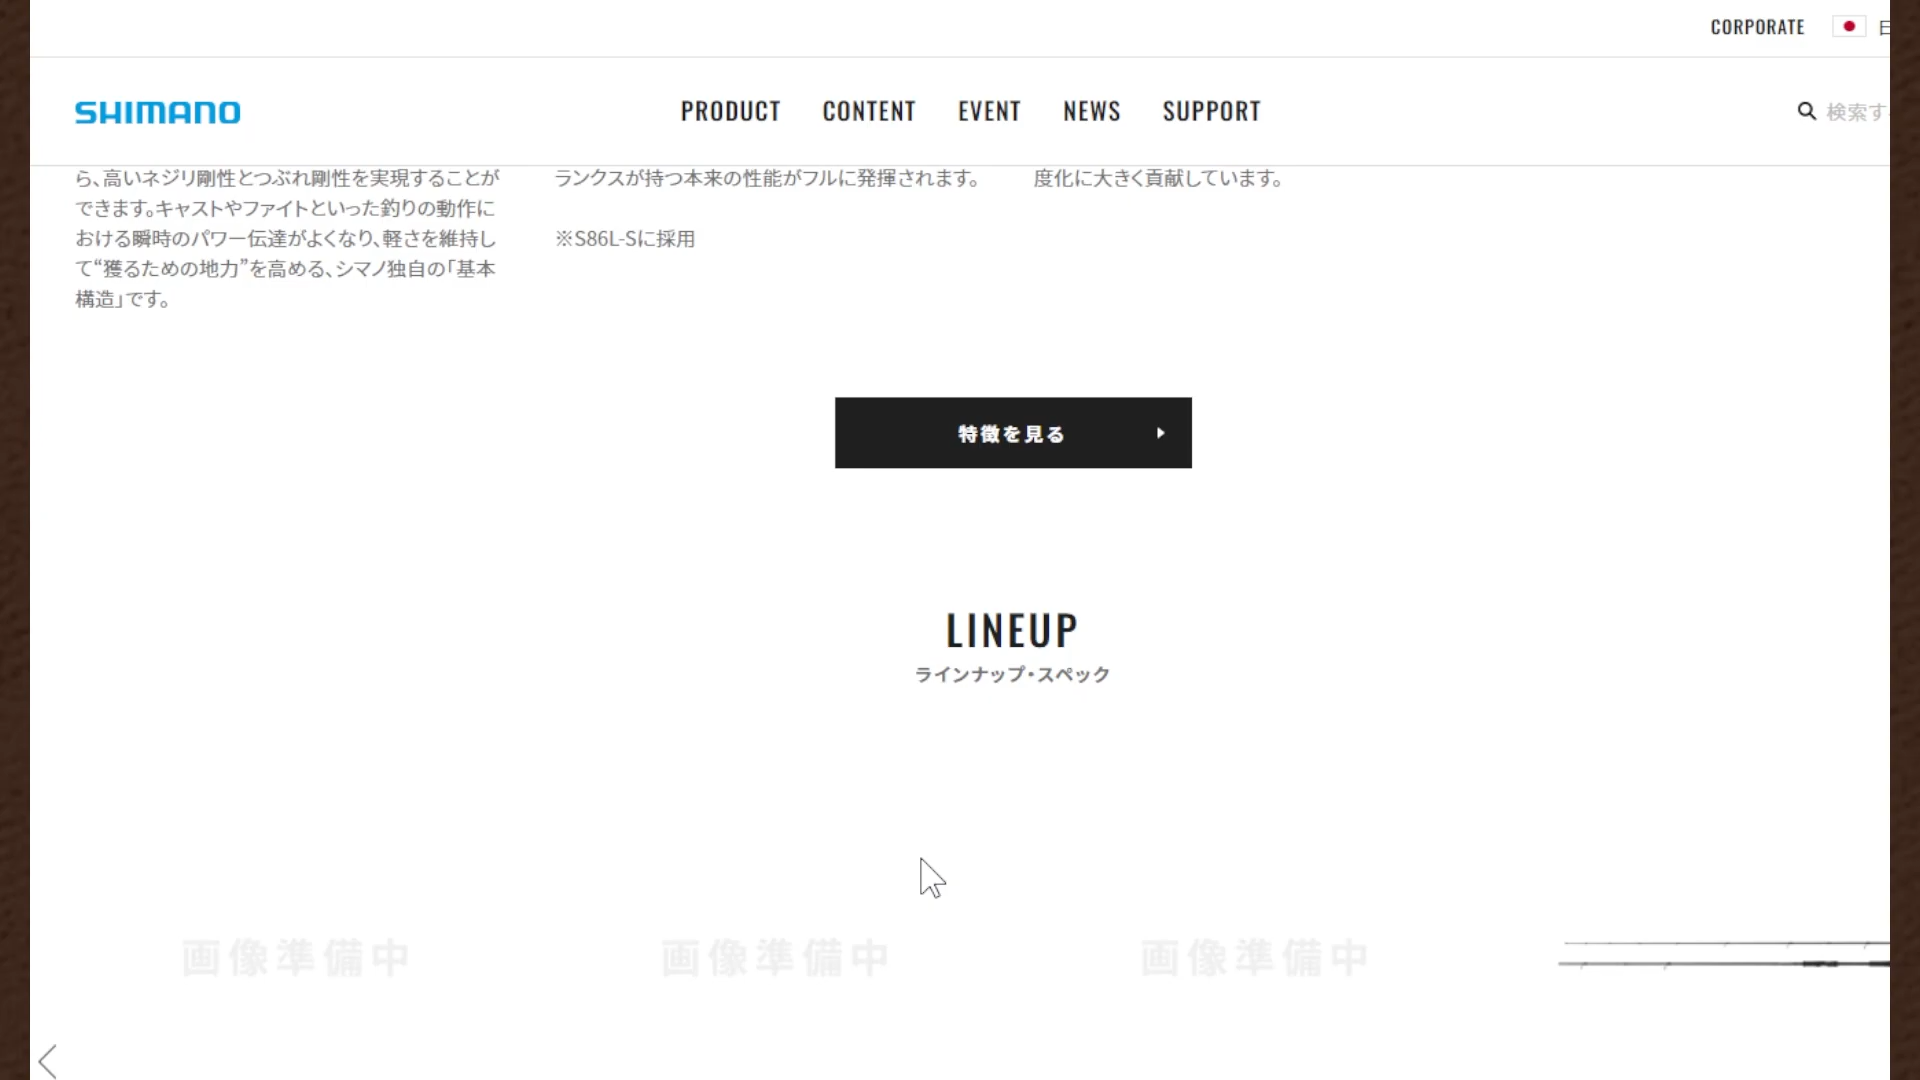 CORPORATE
SHIMANO
PRODUCT CONTENT EVENT NEWS SUPPORT
検索す
ら、高いネジリ剛性とつぶれ剛性を実現することが
できます。キャストやファイトといった釣りの動作に
おける瞬時のパワー伝達がよくなり、軽さを維持し
て“獲るための地力”を高める、シマノ独自の「基本
構造」です。
ランクスが持つ本来の性能がフルに発揮されます。
※S86L-Sに採用
度化に大きく貢献しています。
特徴を見る
LINEUP
ラインナップ・スペック
画像準備中
画像準備中
画像準備中